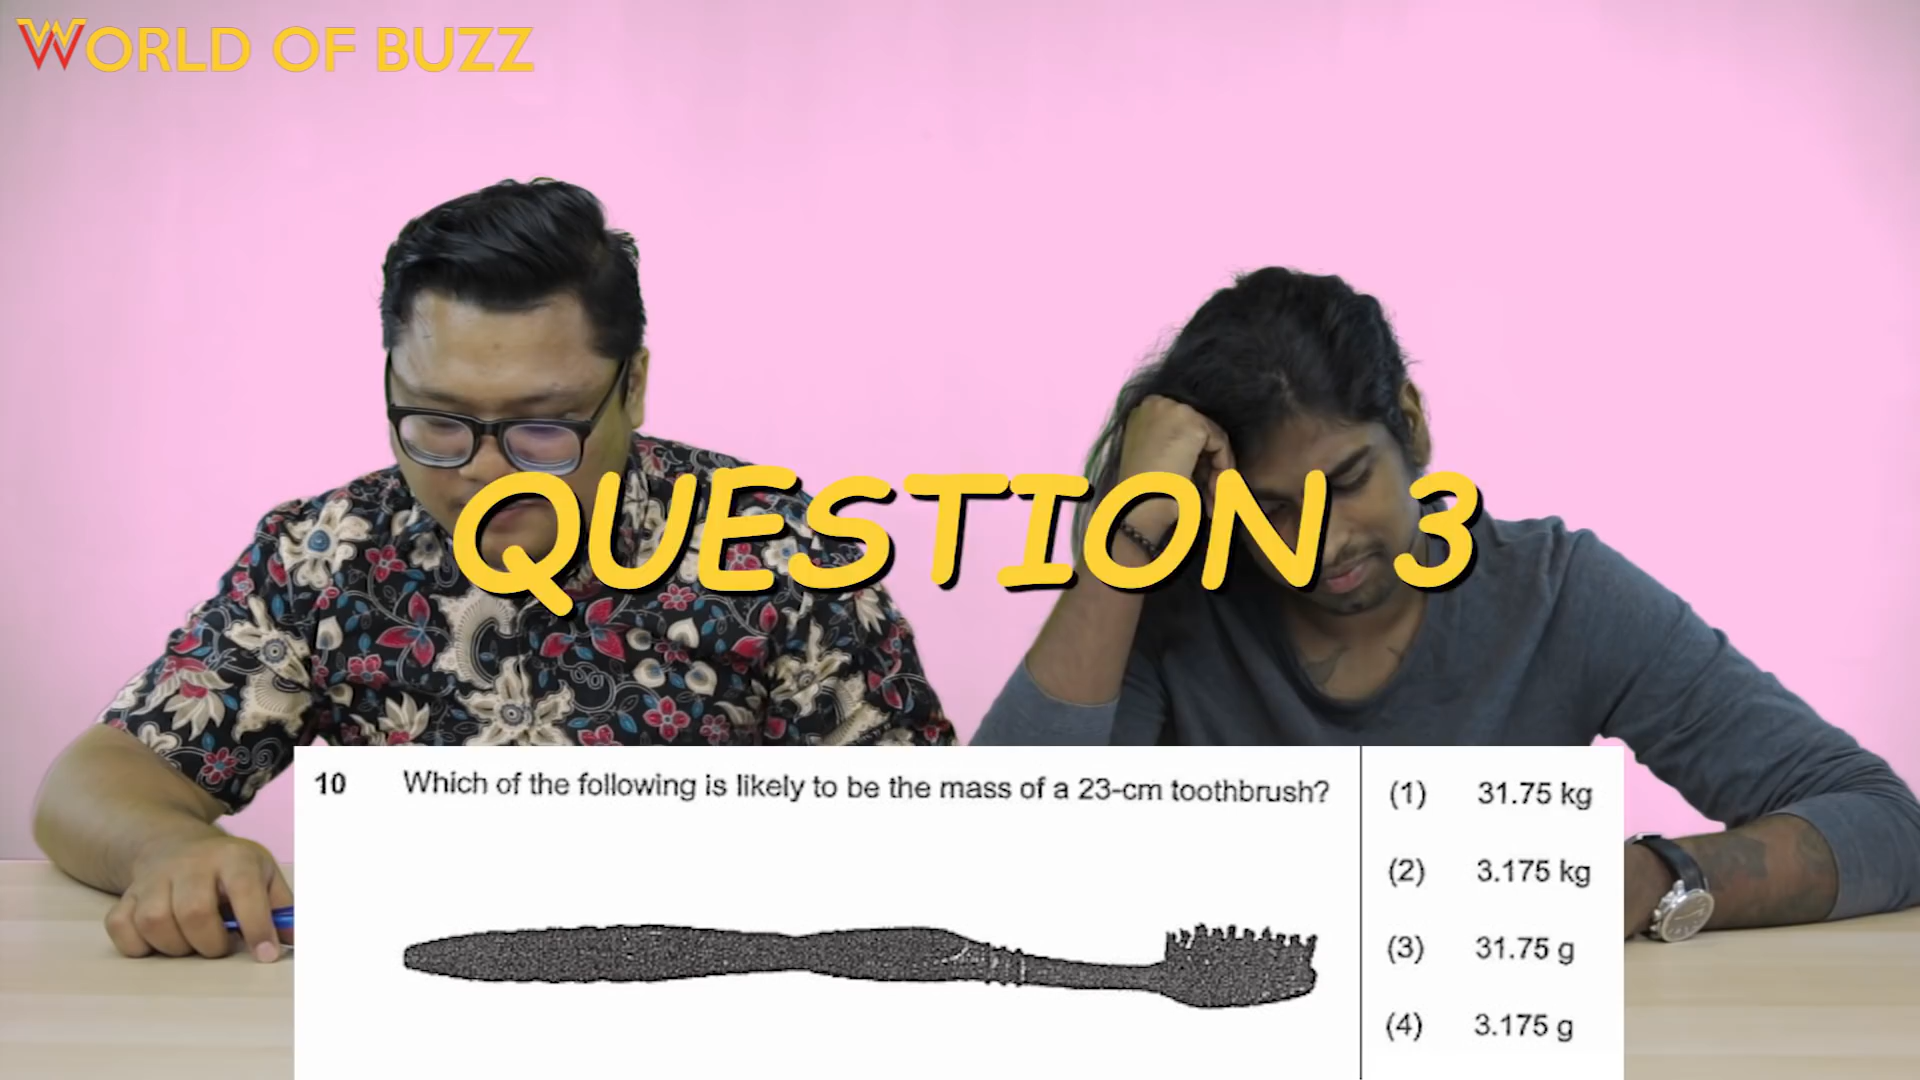 WORLD OF BUZZ
QUESTION 3
10 Which of the following is likely to be the mass of a 23-cm toothbrush?
(1) 31.75 kg
(2) 3.175 kg
(3) 31.75 g
(4) 3.175 g